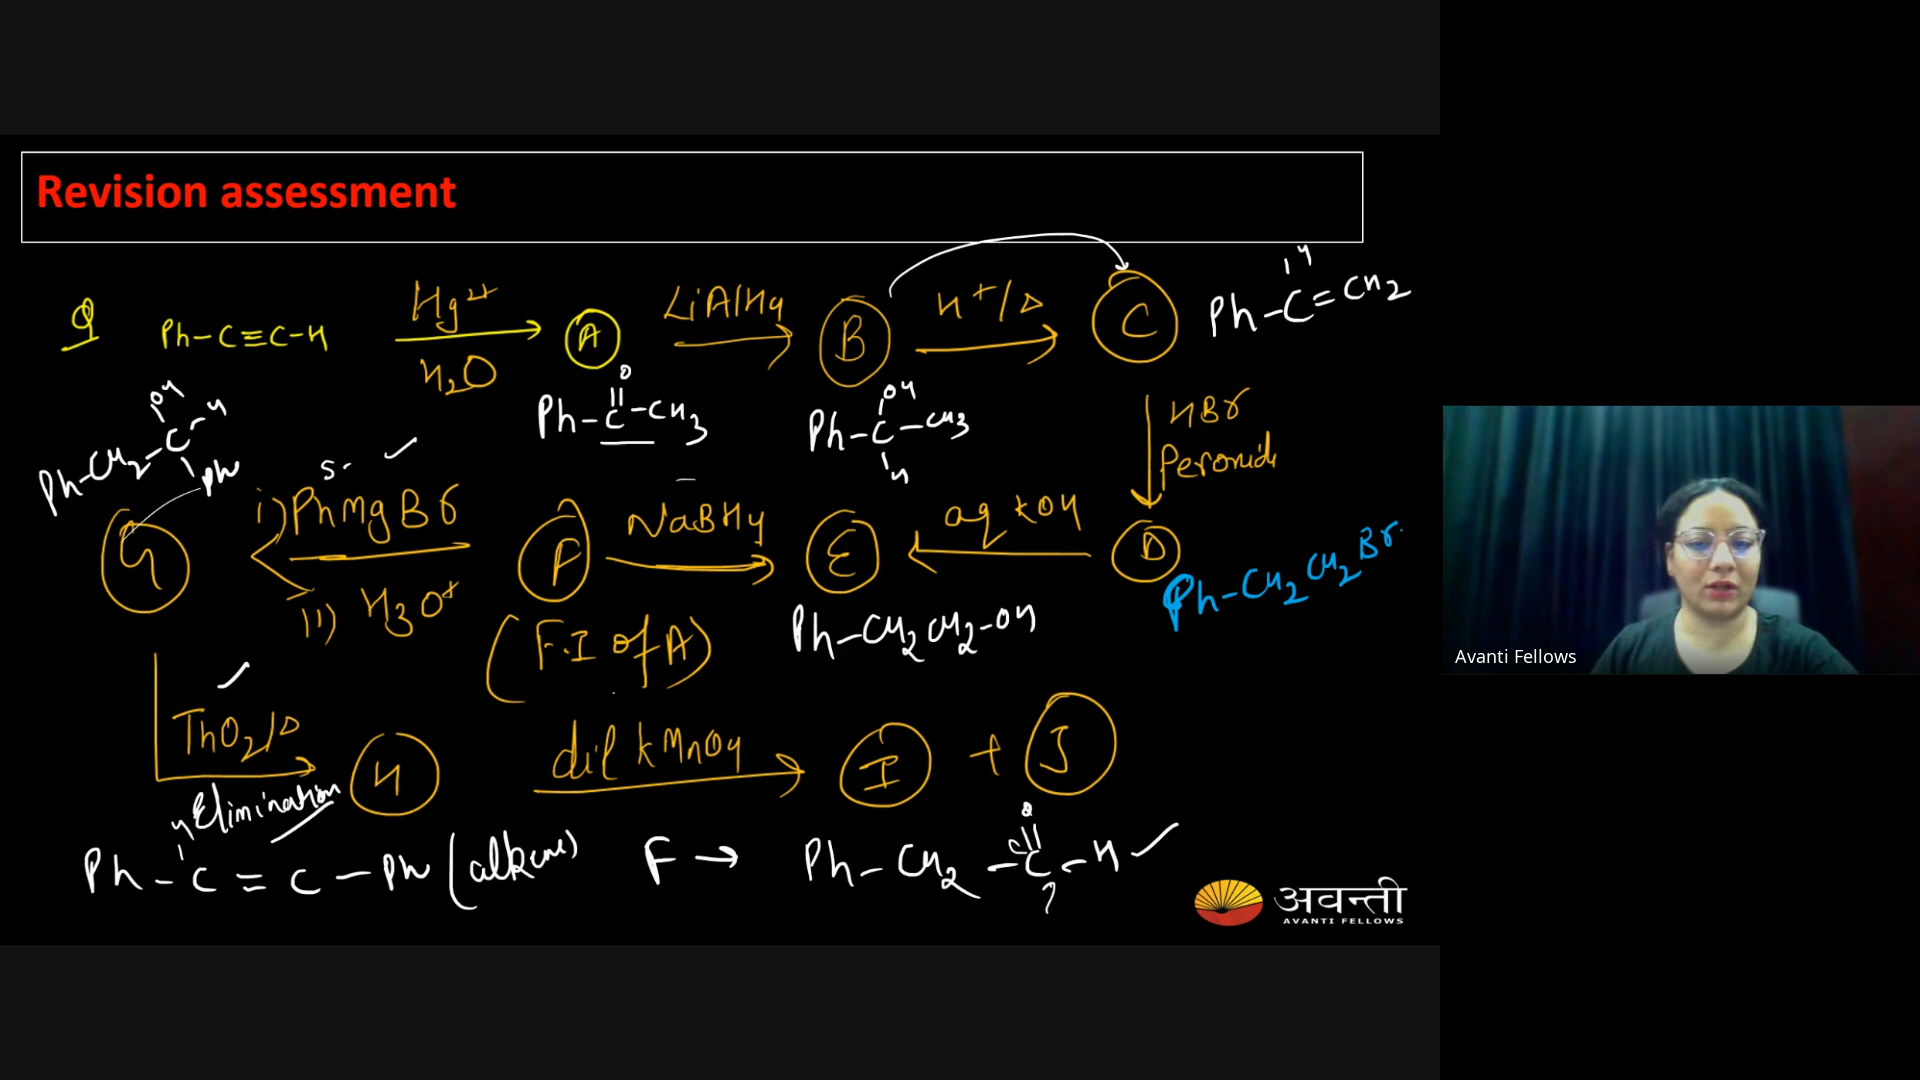 Revision assessment
Q Ph-C≡C-H Hg²⁺ H₂O A LiAlH4 B H⁺/Δ C
Ph-C=CH2
H
O
Ph-C-CH3
OH
Ph-C-CH3
H
HBr
Peroxide
OH
Ph-CH2-C-H
Ph
G i) PhMgBr ii) H3O⁺ F NaBH4 E aq KOH D
Ph-CH2CH2Br
(F.I of A)
Ph-CH2CH2-OH
ThO2/Δ H dil KMnO4 I + J
Elimination
H
Ph-C=C-Ph (alkene)
F → Ph-CH2-C-H
O
?
अवन्ती
AVANTI FELLOWS
Avanti Fellows